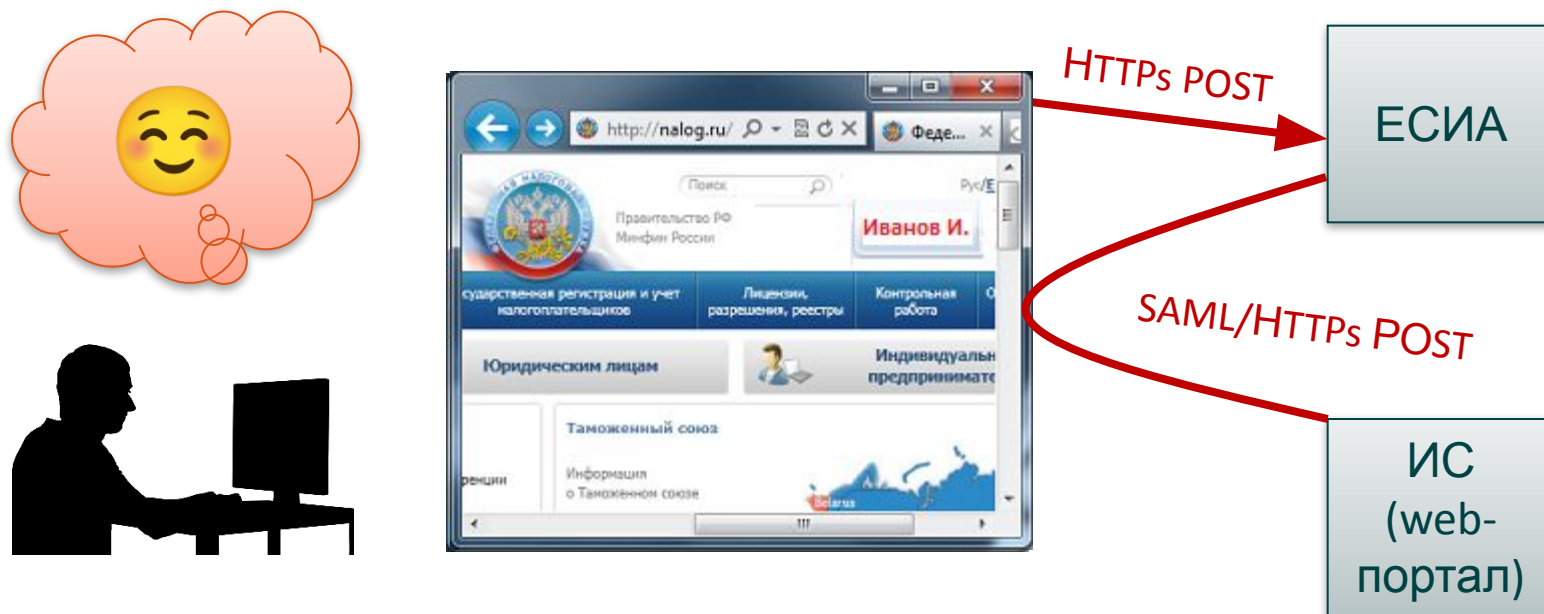 HTTPs POST
ЕСИА
http://nalog.ru/
Феде...
Поиск
Рус/E
Правительство РФ
Минфин России
Иванов И.
сударственная регистрация и учет
налогоплательщиков
Лицензии,
разрешения, реестры
Контрольная
работа
О
SAML/HTTPs POST
Юридическим лицам
Индивидуальн
предпринимате
Таможенный союз
ренции
Информация
о Таможенном союзе
Belarus
ИС
(web-
портал)